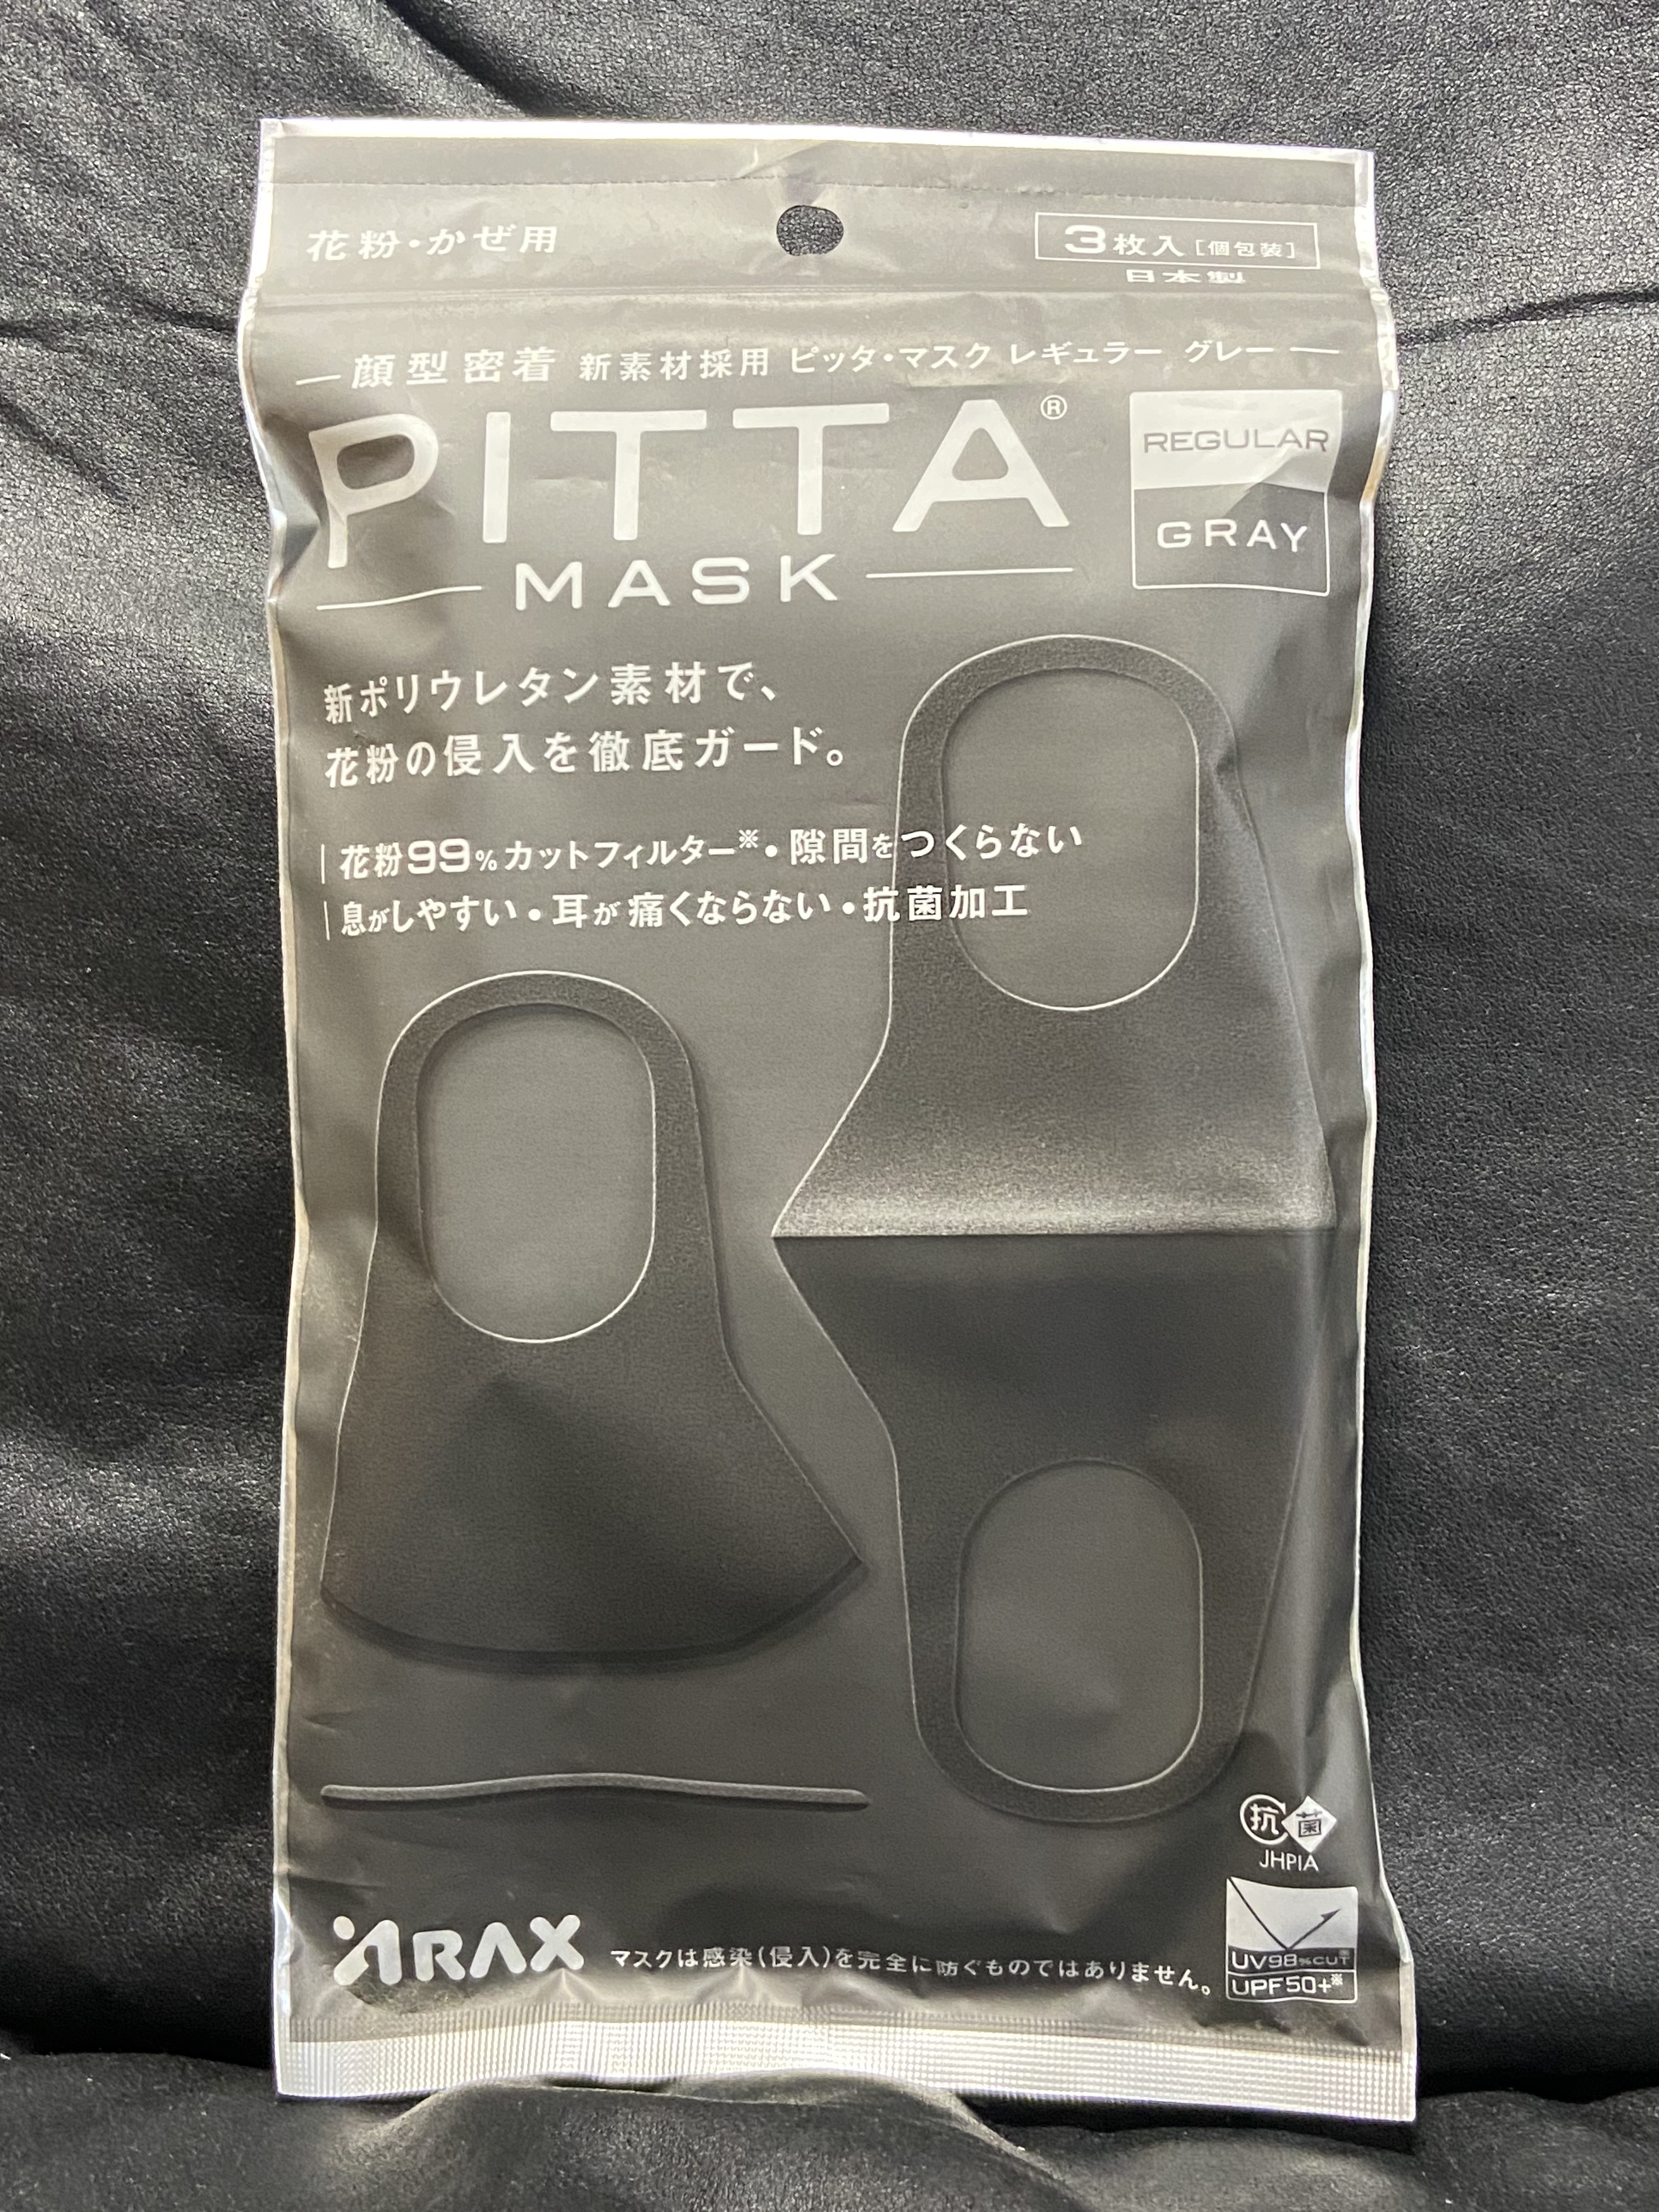 花粉・かぜ用
3枚入[個包装]
日本製
顔型密着 新素材採用 ピッタ・マスク レギュラー グレー
PITTA®
MASK
REGULAR
GRAY
新ポリウレタン素材で、
花粉の侵入を徹底ガード。
花粉99%カットフィルター※・隙間をつくらない
息がしやすい・耳が痛くならない・抗菌加工
抗菌
JHPIA
ARAX
マスクは感染(侵入)を完全に防ぐものではありません。
UV98%CUT※
UPF50+※